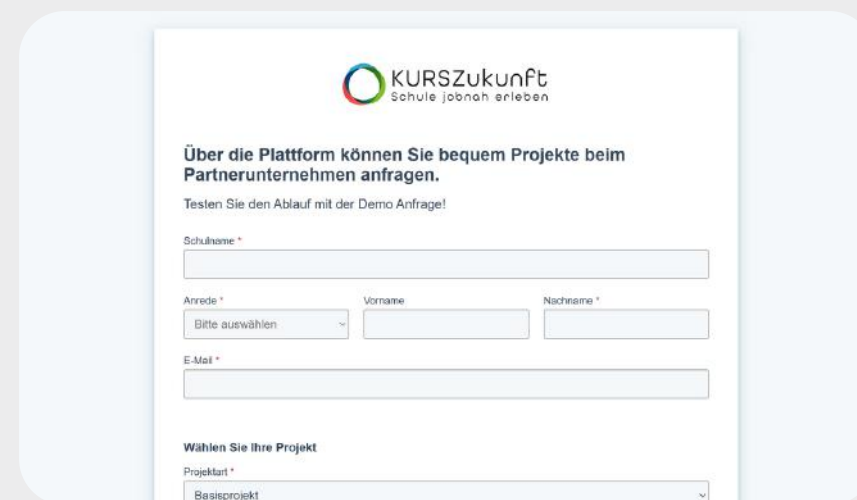 KURSZukunft
Schule jobnah erleben
Über die Plattform können Sie bequem Projekte beim
Partnerunternehmen anfragen.
Testen Sie den Ablauf mit der Demo Anfrage!
Schulname *
Anrede * Vorname Nachname *
Bitte auswählen
E-Mail *
Wählen Sie Ihre Projekt
Projektart *
Basisprojekt